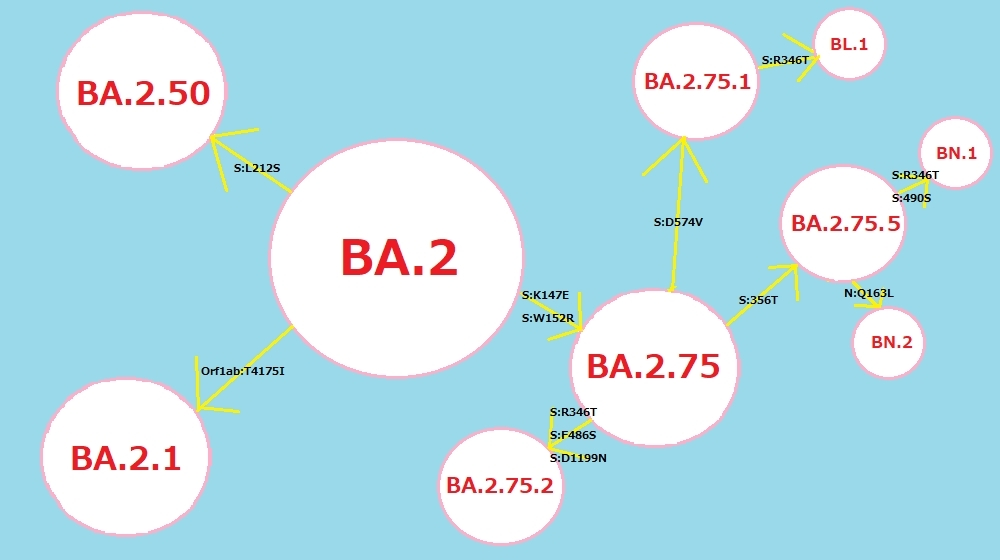 BA.2.50
S:L212S
BA.2
Orf1ab:T4175I
BA.2.1
S:K147E
S:W152R
BA.2.75
S:R346T
S:F486S
S:D1199N
BA.2.75.2
S:D574V
BA.2.75.1
S:R346T
BL.1
S:356T
BA.2.75.5
S:R346T
S:490S
BN.1
N:Q163L
BN.2